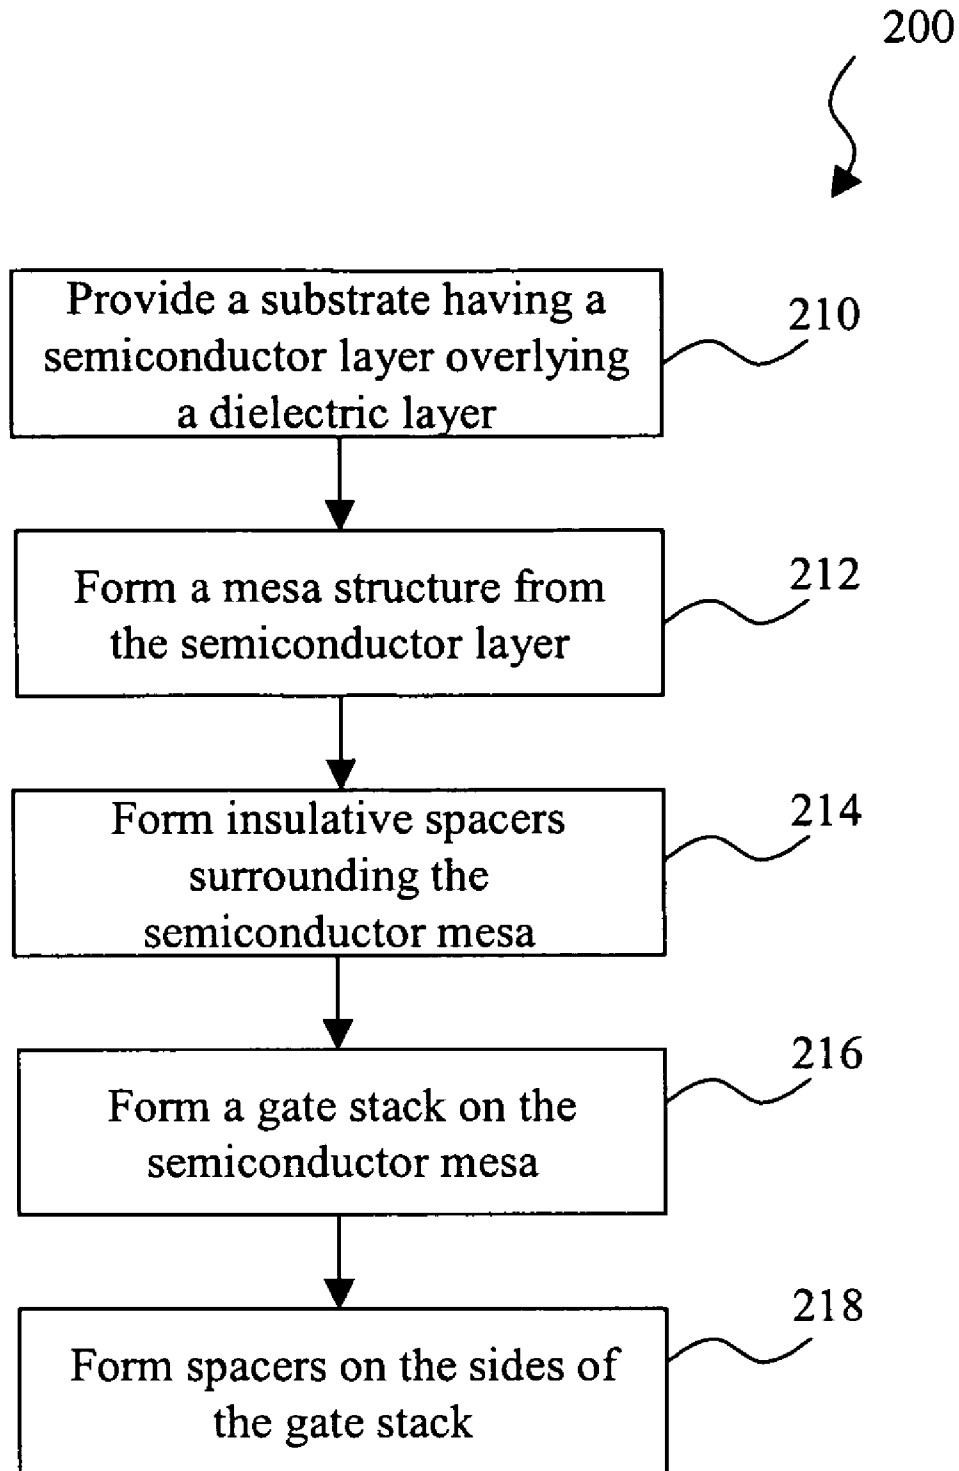 200
Provide a substrate having a
semiconductor layer overlying
a dielectric layer
210
Form a mesa structure from
the semiconductor layer
212
Form insulative spacers
surrounding the
semiconductor mesa
214
Form a gate stack on the
semiconductor mesa
216
Form spacers on the sides of
the gate stack
218